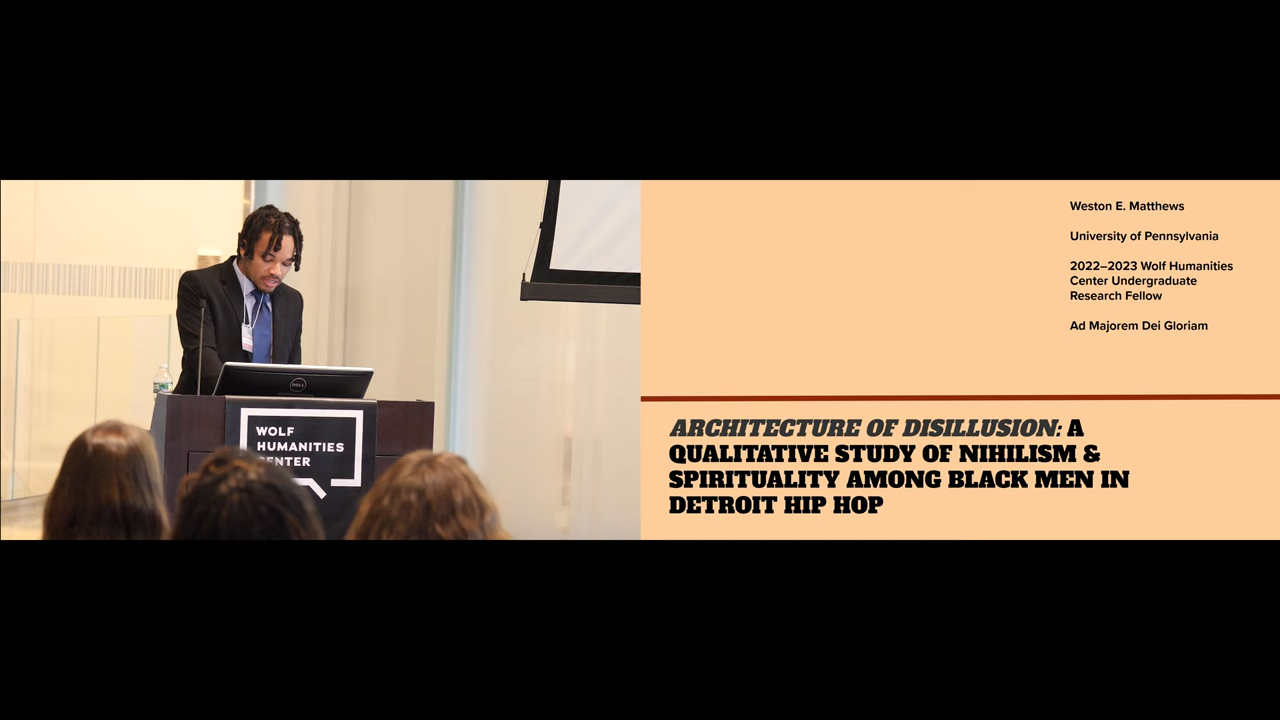 WOLF
HUMANITIES
CENTER
DELL
Weston E. Matthews
University of Pennsylvania
2022–2023 Wolf Humanities
Center Undergraduate
Research Fellow
Ad Majorem Dei Gloriam
ARCHITECTURE OF DISILLUSION: A
QUALITATIVE STUDY OF NIHILISM &
SPIRITUALITY AMONG BLACK MEN IN
DETROIT HIP HOP